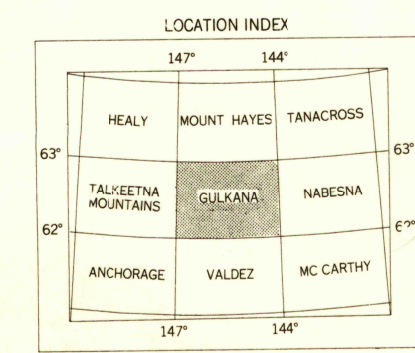 LOCATION INDEX
147° 144°
HEALY MOUNT HAYES TANACROSS
63° 63°
TALKEETNA
MOUNTAINS GULKANA NABESNA
62° 62°
ANCHORAGE VALDEZ MC CARTHY
147° 144°